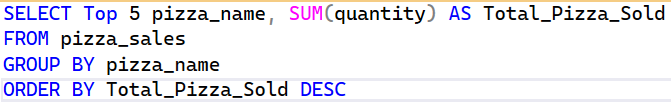 SELECT Top 5 pizza_name, SUM(quantity) AS Total_Pizza_Sold
FROM pizza_sales
GROUP BY pizza_name
ORDER BY Total_Pizza_Sold DESC